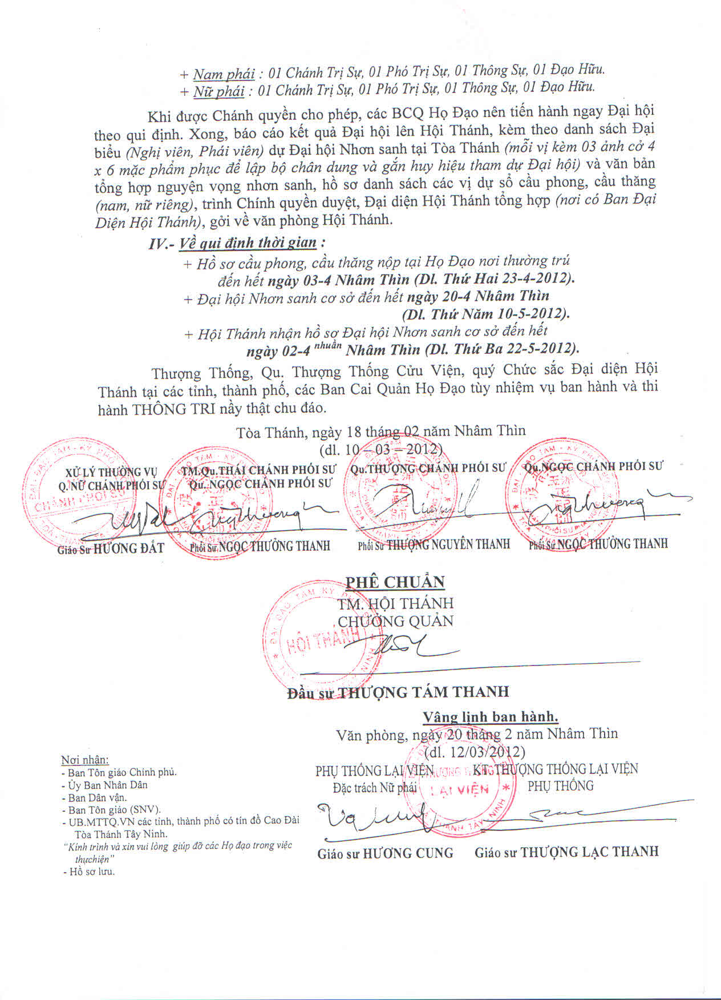 + Nam phái : 01 Chánh Trị Sự, 01 Phó Trị Sự, 01 Thông Sự, 01 Đạo Hữu.
+ Nữ phái : 01 Chánh Trị Sự, 01 Phó Trị Sự, 01 Thông Sự, 01 Đạo Hữu.
Khi được Chánh quyền cho phép, các BCQ Họ Đạo nên tiến hành ngay Đại hội
theo qui định. Xong, báo cáo kết quả Đại hội lên Hội Thánh, kèm theo danh sách Đại
biểu (Nghị viên, Phái viên) dự Đại hội Nhơn sanh tại Tòa Thánh (mỗi vị kèm 03 ảnh cở 4
x 6 mặc phẩm phục để lập bộ chân dung và gắn huy hiệu tham dự Đại hội) và văn bản
tổng hợp nguyện vọng nhơn sanh, hồ sơ danh sách các vị dự sổ cầu phong, cầu thăng
(nam, nữ riêng), trình Chính quyền duyệt, Đại diện Hội Thánh tổng hợp (nơi có Ban Đại
Diện Hội Thánh), gởi về văn phòng Hội Thánh.
IV.- Về qui định thời gian :
+ Hồ sơ cầu phong, cầu thăng nộp tại Họ Đạo nơi thường trú
đến hết ngày 03-4 Nhâm Thìn (Dl. Thứ Hai 23-4-2012).
+ Đại hội Nhơn sanh cơ sở đến hết ngày 20-4 Nhâm Thìn
(Dl. Thứ Năm 10-5-2012).
+ Hội Thánh nhận hồ sơ Đại hội Nhơn sanh cơ sở đến hết
ngày 02-4 nhuần Nhâm Thìn (Dl. Thứ Ba 22-5-2012).
Thượng Thống, Qu. Thượng Thống Cửu Viện, quý Chức sắc Đại diện Hội
Thánh tại các tỉnh, thành phố, các Ban Cai Quản Họ Đạo tùy nhiệm vụ ban hành và thi
hành THÔNG TRI nầy thật chu đáo.
Tòa Thánh, ngày 18 tháng 02 năm Nhâm Thìn
(dl. 10 – 03 – 2012)
XỬ LÝ THƯỜNG VỤ TM.Qu.THÁI CHÁNH PHỐI SƯ Qu.THƯỢNG CHÁNH PHỐI SƯ Qu.NGỌC CHÁNH PHỐI SƯ
Q. NỮ CHÁNH PHỐI SƯ Qu..NGỌC CHÁNH PHỐI SƯ
CHÁNH PHỐI SƯ
Giáo Sư HƯƠNG ĐÁT Phối Sư NGỌC THƯỞNG THANH Phối Sư THƯỢNG NGUYÊN THANH Phối Sư NGỌC THƯỞNG THANH
PHÊ CHUẨN
TM. HỘI THÁNH
CHƯỞNG QUẢN
HỘI THÁNH
Đầu sư THƯỢNG TÁM THANH
Vâng lịnh ban hành.
Văn phòng, ngày 20 tháng 2 năm Nhâm Thìn
(dl. 12/03/2012)
PHỤ THỐNG LẠI VIỆN KT. THƯỢNG THỐNG LẠI VIỆN
Đặc trách Nữ phái PHỤ THỐNG
LẠI VIỆN
Giáo sư HƯƠNG CUNG Giáo sư THƯỢNG LẠC THANH
Nơi nhận:
- Ban Tôn giáo Chính phủ.
- Ủy Ban Nhân Dân
- Ban Dân vận.
- Ban Tôn giáo (SNV).
- UB.MTTQ.VN các tỉnh, thành phố có tín đồ Cao Đài
Tòa Thánh Tây Ninh.
“Kính trình và xin vui lòng giúp đỡ các Họ đạo trong việc
thựchiện”
- Hồ sơ lưu.